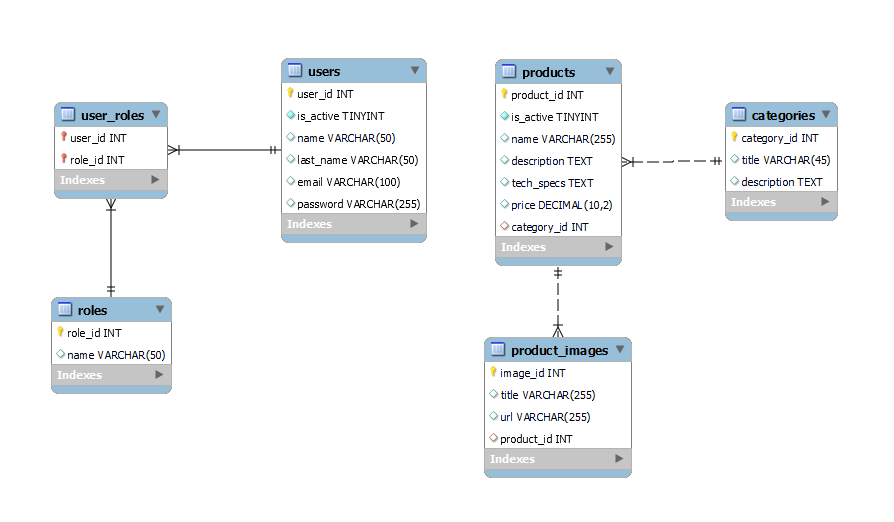 user_roles
user_id INT
role_id INT
Indexes
users
user_id INT
is_active TINYINT
name VARCHAR(50)
last_name VARCHAR(50)
email VARCHAR(100)
password VARCHAR(255)
Indexes
roles
role_id INT
name VARCHAR(50)
Indexes
products
product_id INT
is_active TINYINT
name VARCHAR(255)
description TEXT
tech_specs TEXT
price DECIMAL(10,2)
category_id INT
Indexes
categories
category_id INT
title VARCHAR(45)
description TEXT
Indexes
product_images
image_id INT
title VARCHAR(255)
url VARCHAR(255)
product_id INT
Indexes